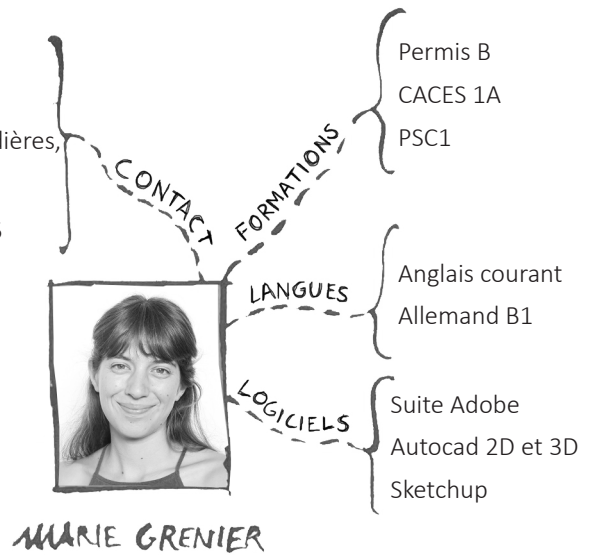 Permis B
CACES 1A
PSC1
lières,
CONTACT
FORMATIONS
LANGUES
Anglais courant
Allemand B1
LOGICIELS
Suite Adobe
Autocad 2D et 3D
Sketchup
MARIE GRENIER